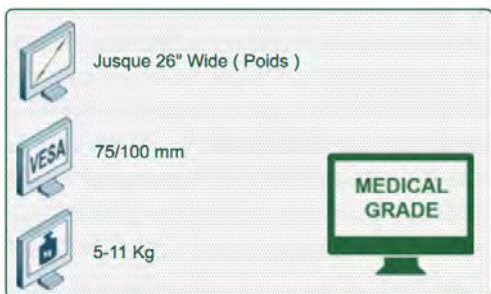 Jusque 26" Wide ( Poids )
VESA
75/100 mm
5-11 Kg
MEDICAL
GRADE